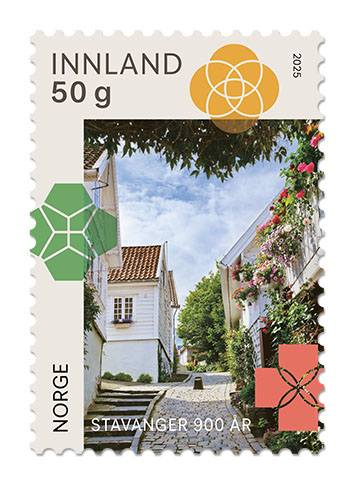 INNLAND
50 g
2025
NORGE
STAVANGER 900 ÅR